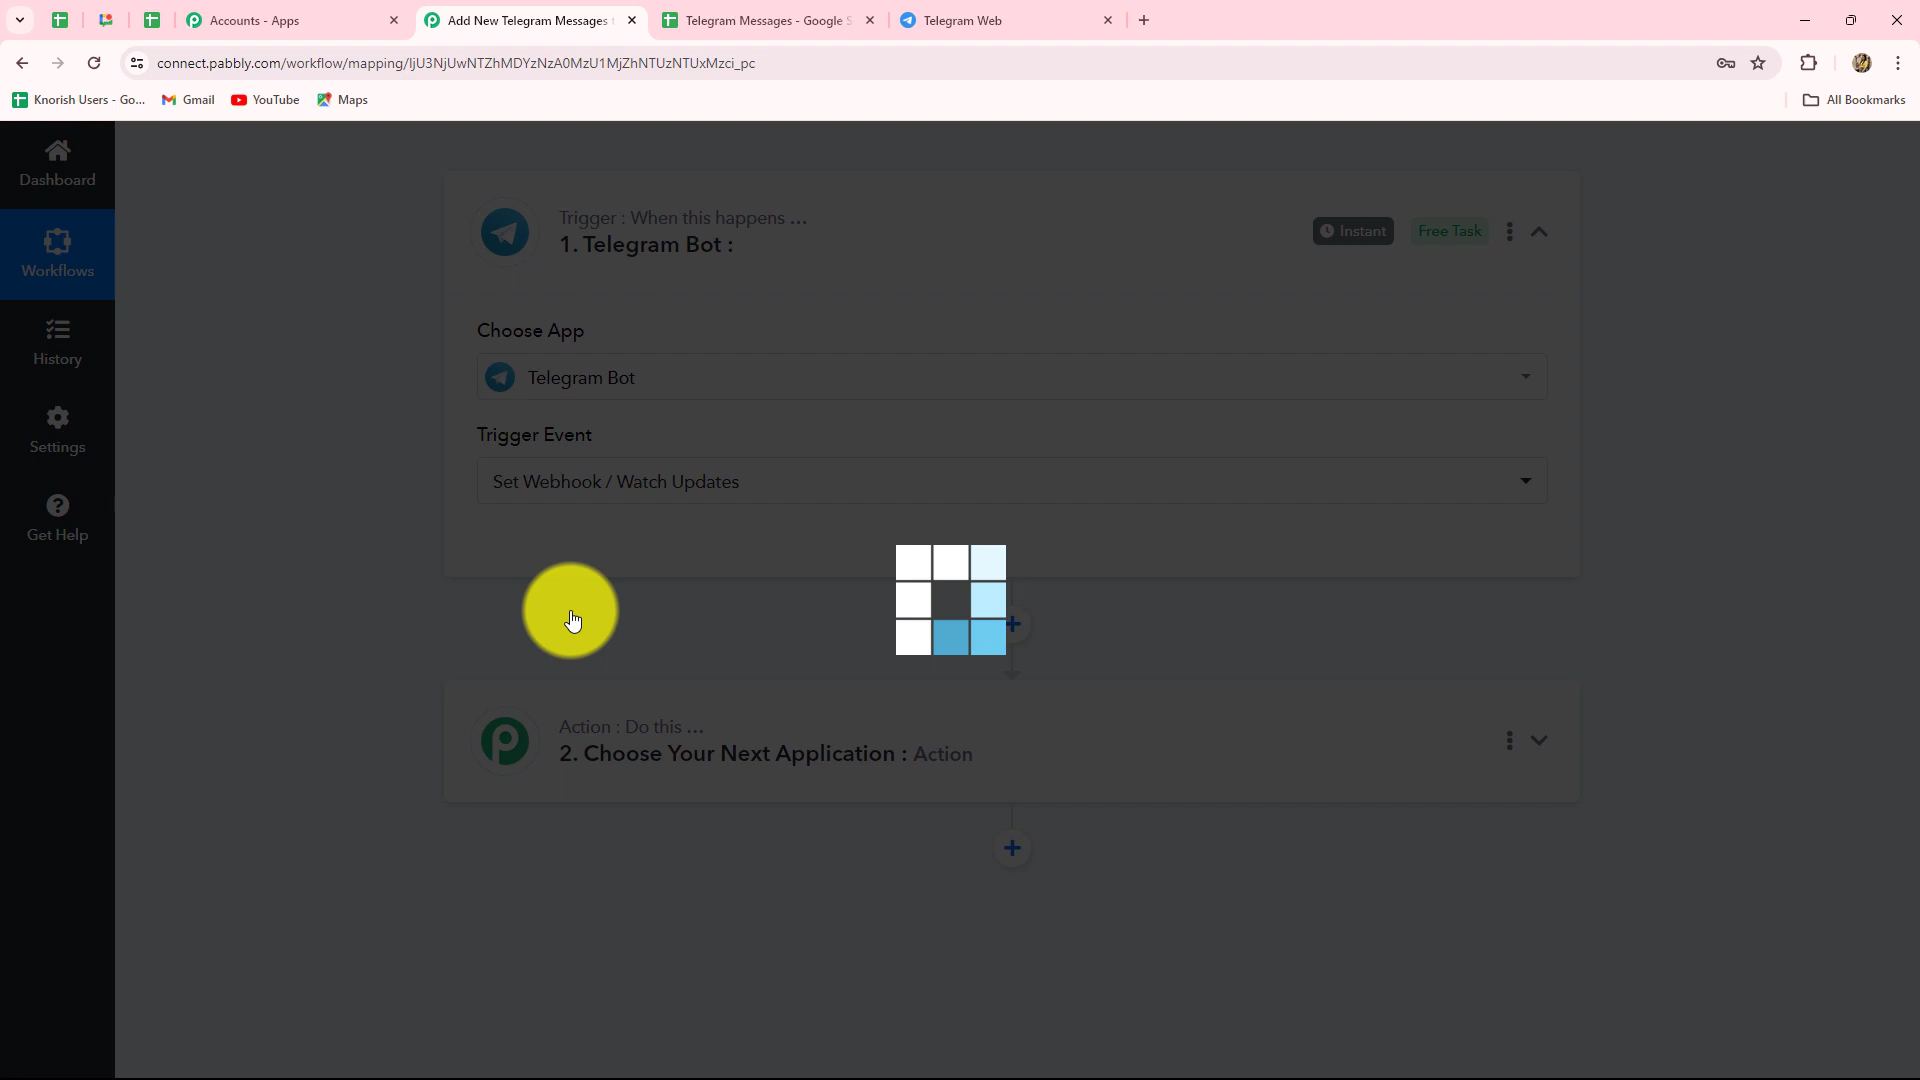 Accounts - Apps
Add New Telegram Messages
Telegram Messages - Google S
Telegram Web
connect.pabbly.com/workflow/mapping/IjU3NjUwNTZhMDYzNzA0MzU1MjZhNTUzNTUxMzci_pc
Knorish Users - Go...
Gmail
YouTube
Maps
All Bookmarks
Dashboard
Workflows
History
Settings
Get Help
Trigger : When this happens ...
1. Telegram Bot :
Instant
Free Task
Choose App
Telegram Bot
Trigger Event
Set Webhook / Watch Updates
Action : Do this ...
2. Choose Your Next Application : Action